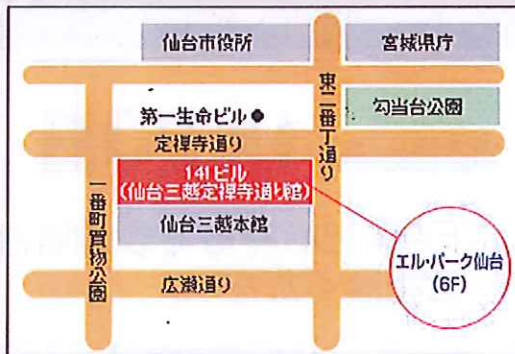 仙台市役所
宮城県庁
東二番丁通り
勾当台公園
第一生命ビル
定禅寺通り
141ビル
(仙台三越定禅寺通り館)
仙台三越本館
一番町買物公園
エル・パーク仙台
(6F)
広瀬通り